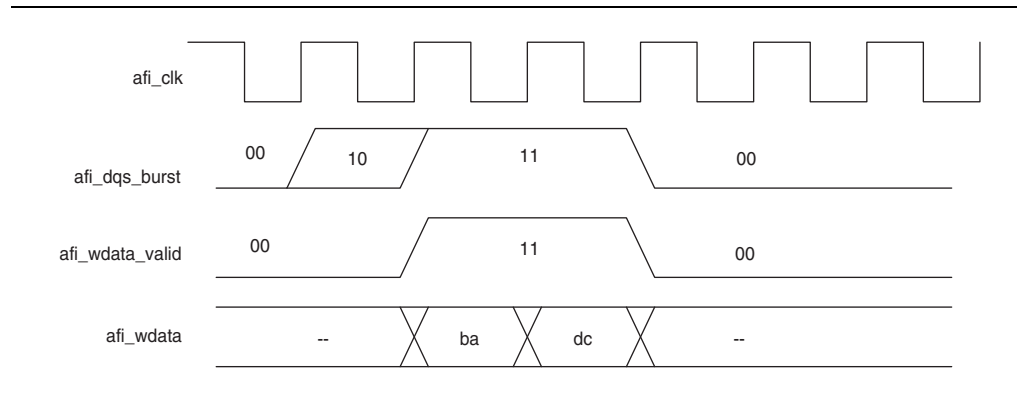 afi_clk
afi_dqs_burst 00 10 11 00
afi_wdata_valid 00 11 00
afi_wdata -- ba dc --